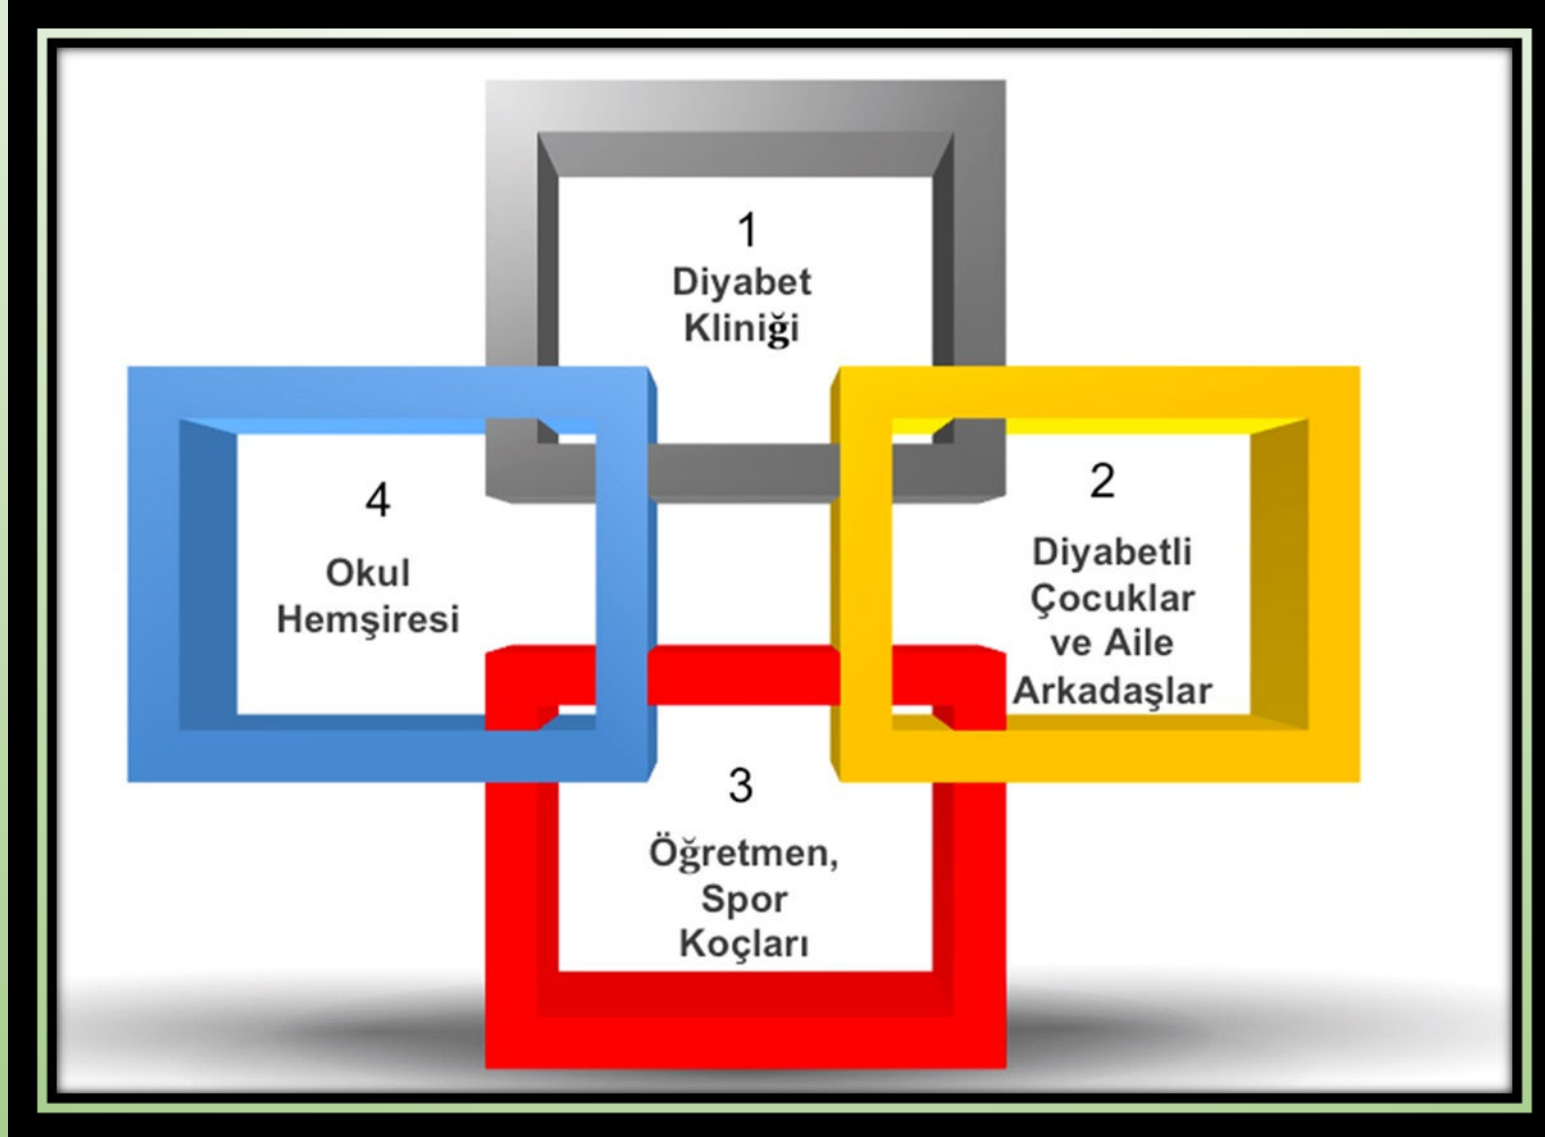 1
Diyabet
Kliniği
2
Diyabetli
Çocuklar
ve Aile
Arkadaşlar
3
Öğretmen,
Spor
Koçları
4
Okul
Hemşiresi